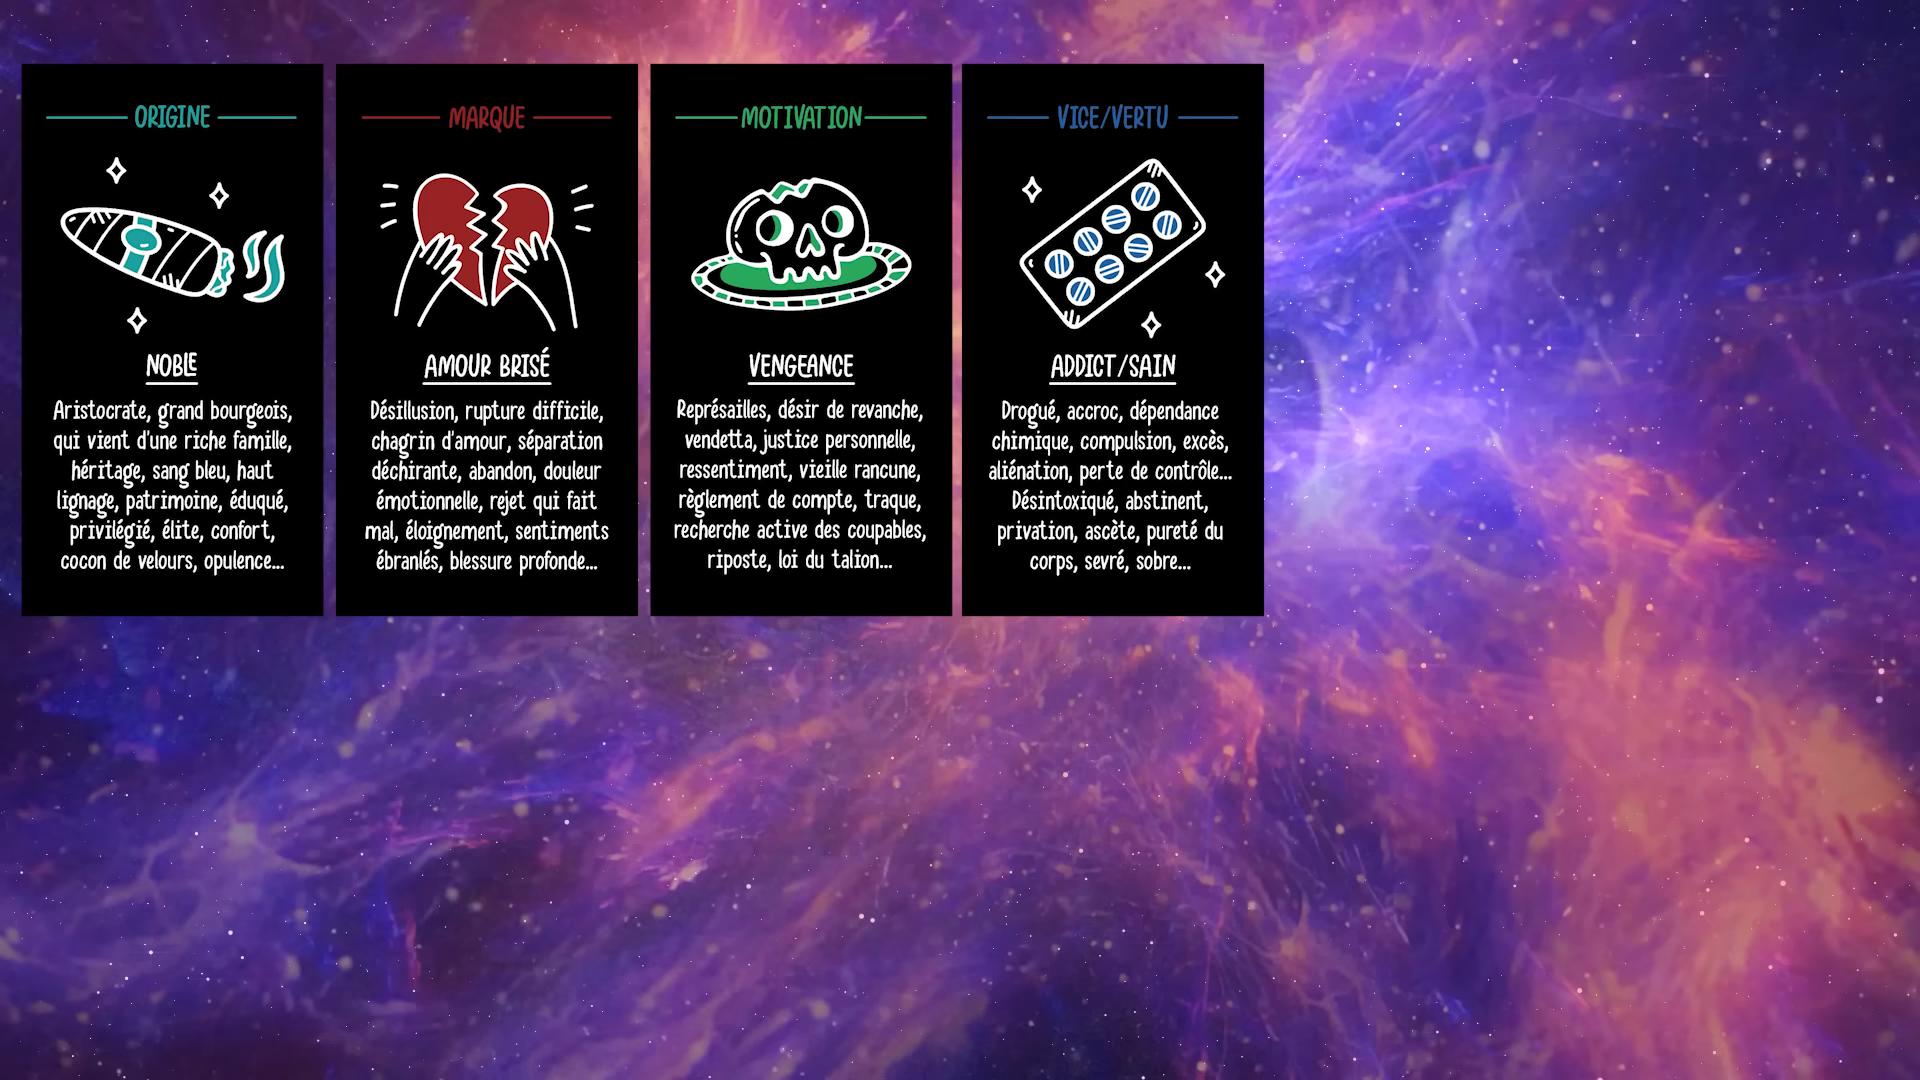 ORIGINE
NOBLE
Aristocrate, grand bourgeois,
qui vient d'une riche famille,
héritage, sang bleu, haut
lignage, patrimoine, éduqué,
privilégié, élite, confort,
cocon de velours, opulence...
MARQUE
AMOUR BRISÉ
Désillusion, rupture difficile,
chagrin d'amour, séparation
déchirante, abandon, douleur
émotionnelle, rejet qui fait
mal, éloignement, sentiments
ébranlés, blessure profonde...
MOTIVATION
VENGEANCE
Représailles, désir de revanche,
vendetta, justice personnelle,
ressentiment, vieille rancune,
règlement de compte, traque,
recherche active des coupables,
riposte, loi du talion...
VICE/VERTU
ADDICT/SAIN
Drogué, accroc, dépendance
chimique, compulsion, excès,
aliénation, perte de contrôle...
Désintoxiqué, abstinent,
privation, ascète, pureté du
corps, sevré, sobre...